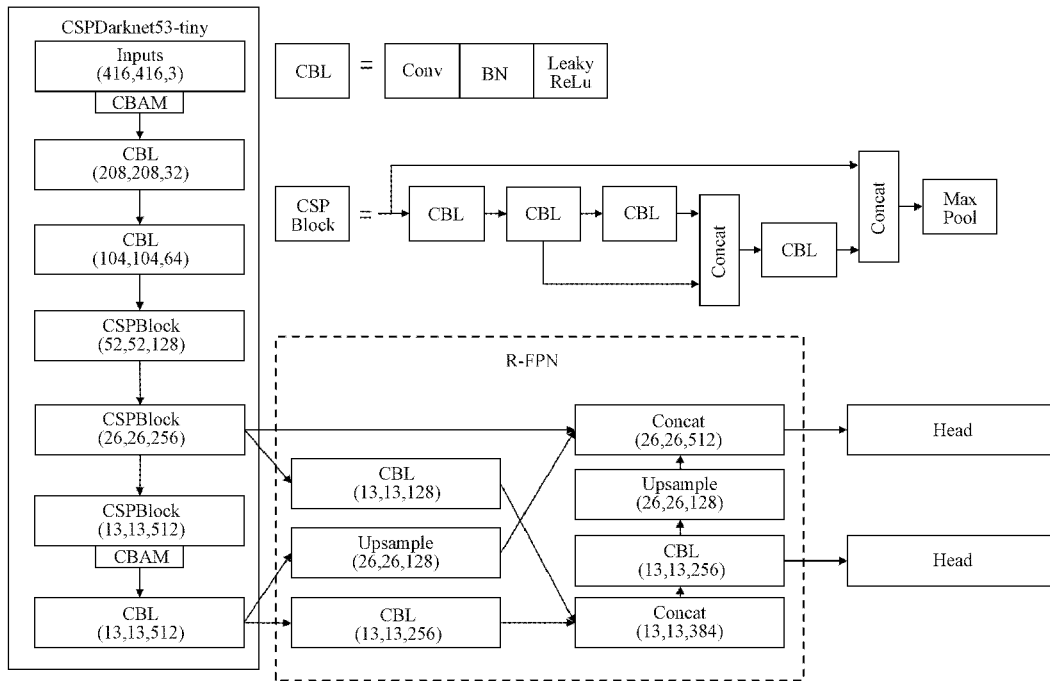 CSPDarknet53-tiny
Inputs
(416,416,3)
CBAM
CBL
(208,208,32)
CBL
(104,104,64)
CSPBlock
(52,52,128)
CSPBlock
(26,26,256)
CSPBlock
(13,13,512)
CBAM
CBL
(13,13,512)
CBL
=
Conv
BN
Leaky
ReLu
CSP
Block
=
CBL
CBL
CBL
Concat
CBL
Concat
Max
Pool
R-FPN
CBL
(13,13,128)
Upsample
(26,26,128)
CBL
(13,13,256)
Concat
(26,26,512)
Upsample
(26,26,128)
CBL
(13,13,256)
Concat
(13,13,384)
Head
Head